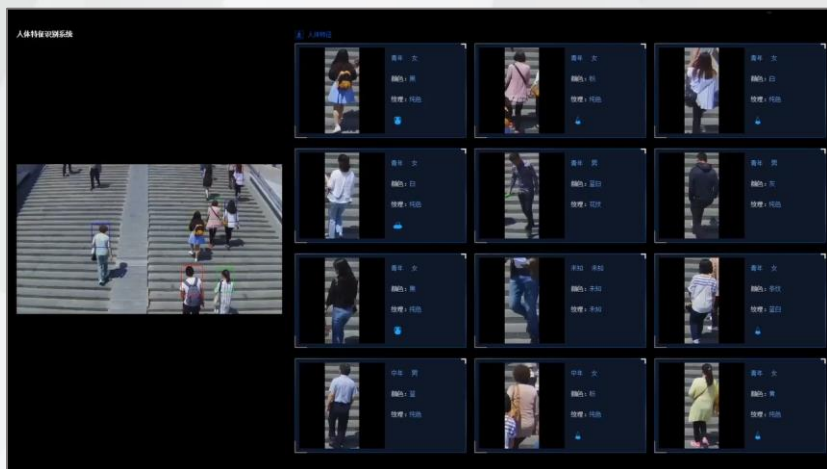 人体特征识别系统
人体特征
青年 女
颜色：黑
纹理：纯色
青年 女
颜色：粉
纹理：纯色
青年 女
颜色：白
纹理：纯色
青年 女
颜色：白
纹理：纯色
青年 男
颜色：蓝白
纹理：花纹
青年 男
颜色：灰
纹理：纯色
青年 女
颜色：黑
纹理：纯色
未知 未知
颜色：未知
纹理：未知
青年 女
颜色：条纹
纹理：蓝白
中年 男
颜色：蓝
纹理：纯色
中年 女
颜色：粉
纹理：纯色
青年 女
颜色：黄
纹理：纯色